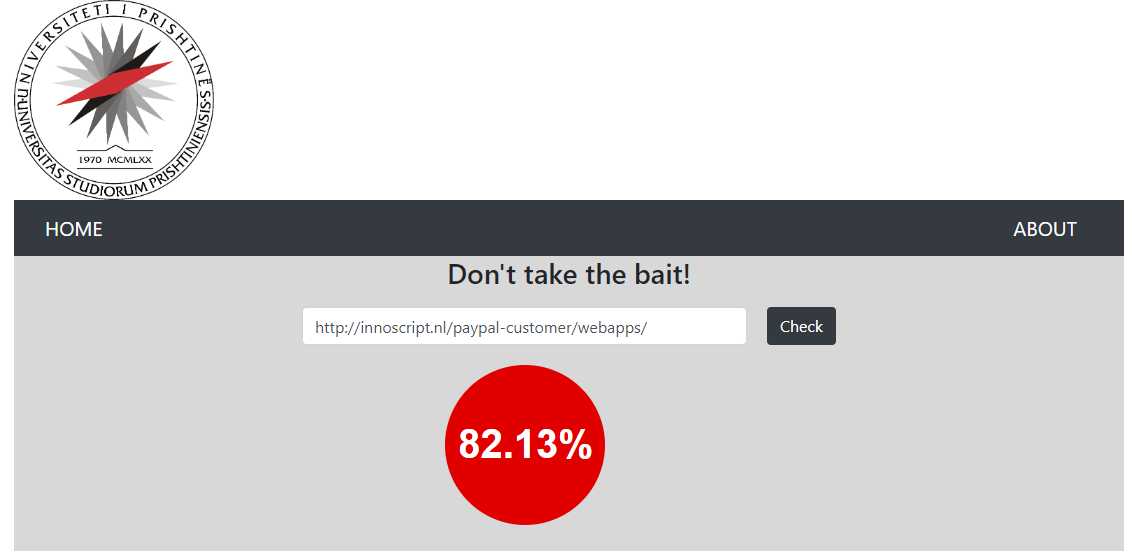 UNIVERSITETI I PRISHTINËS
UNIVERSITAS STUDIORUM PRISHTINIENSIS
1970 MCMLXX
HOME
ABOUT
Don't take the bait!
http://innoscript.nl/paypal-customer/webapps/
Check
82.13%